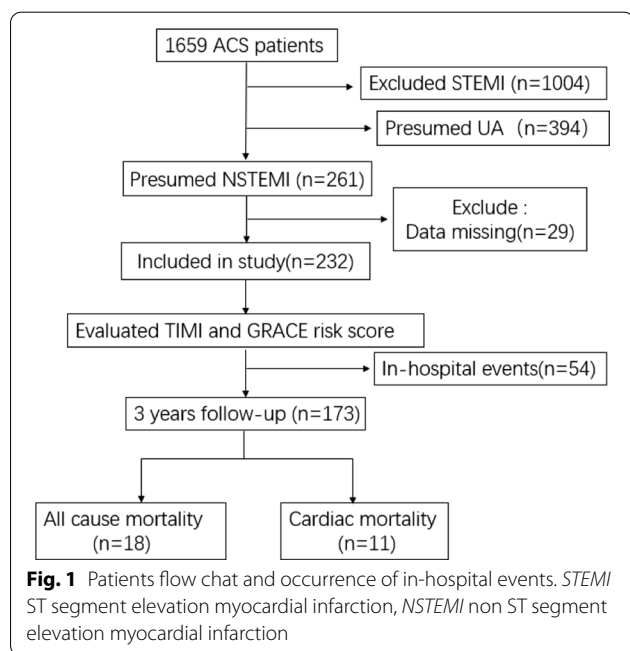 1659 ACS patients
Excluded STEMI (n=1004)
Presumed UA (n=394)
Presumed NSTEMI (n=261)
Exclude :
Data missing(n=29)
Included in study(n=232)
Evaluated TIMI and GRACE risk score
In-hospital events(n=54)
3 years follow-up (n=173)
All cause mortality
(n=18)
Cardiac mortality
(n=11)
Fig. 1 Patients flow chat and occurrence of in-hospital events. STEMI
ST segment elevation myocardial infarction, NSTEMI non ST segment
elevation myocardial infarction